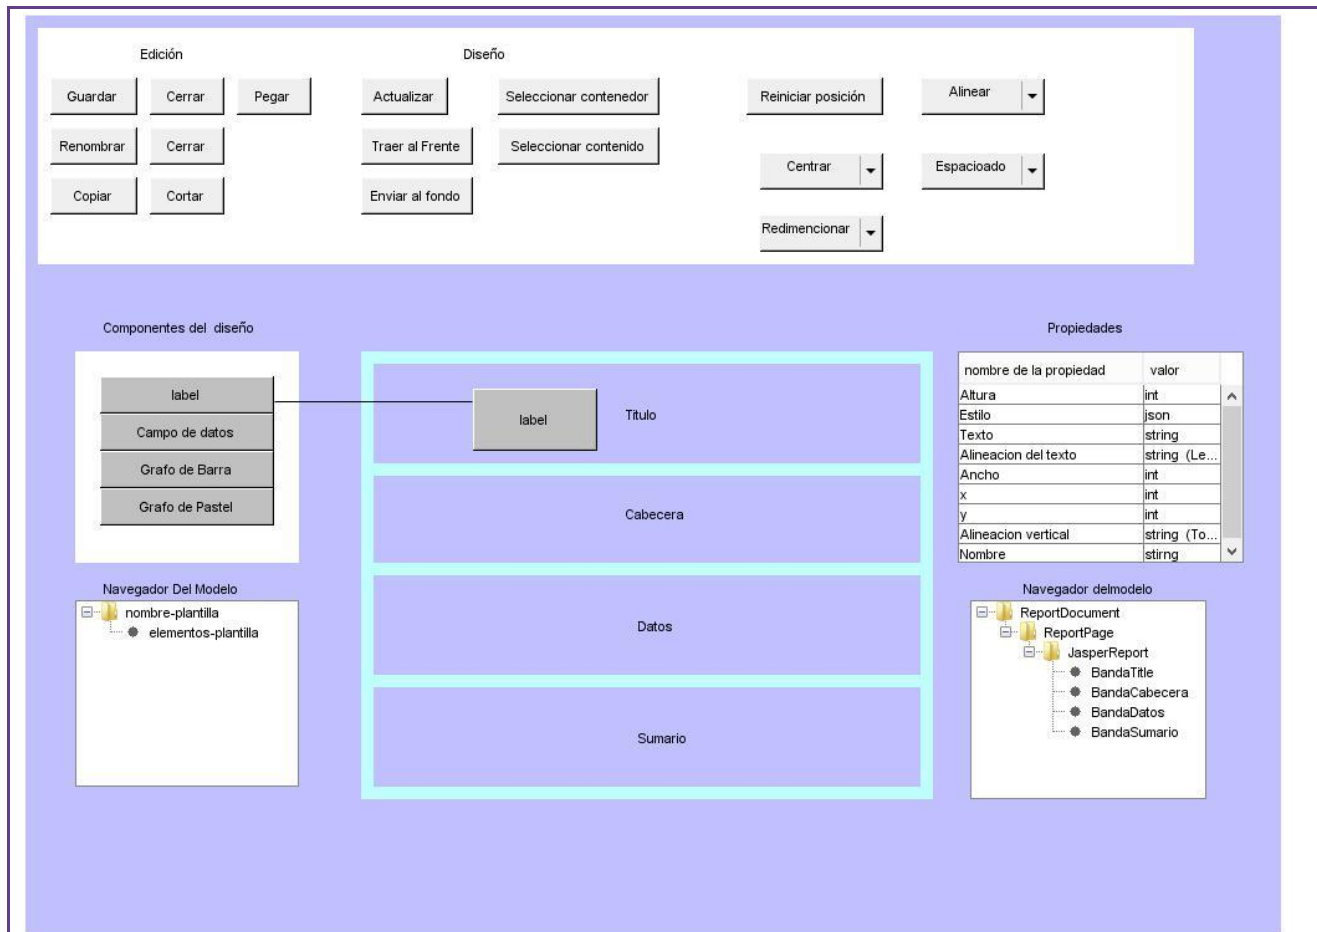 Edición
Diseño
Guardar
Cerrar
Pegar
Actualizar
Seleccionar contenedor
Reiniciar posición
Alinear
Renombrar
Cerrar
Traer al Frente
Seleccionar contenido
Centrar
Espacioado
Copiar
Cortar
Enviar al fondo
Redimencionar
Componentes del diseño
label
Campo de datos
Grafo de Barra
Grafo de Pastel
label
Título
Cabecera
Datos
Sumario
Propiedades
nombre de la propiedad valor
Altura int
Estilo json
Texto string
Alineacion del texto string (Le...
Ancho int
x int
y int
Alineacion vertical string (To...
Nombre stirng
Navegador Del Modelo
nombre-plantilla
elementos-plantilla
Navegador delmodelo
ReportDocument
ReportPage
JasperReport
BandaTitle
BandaCabecera
BandaDatos
BandaSumario